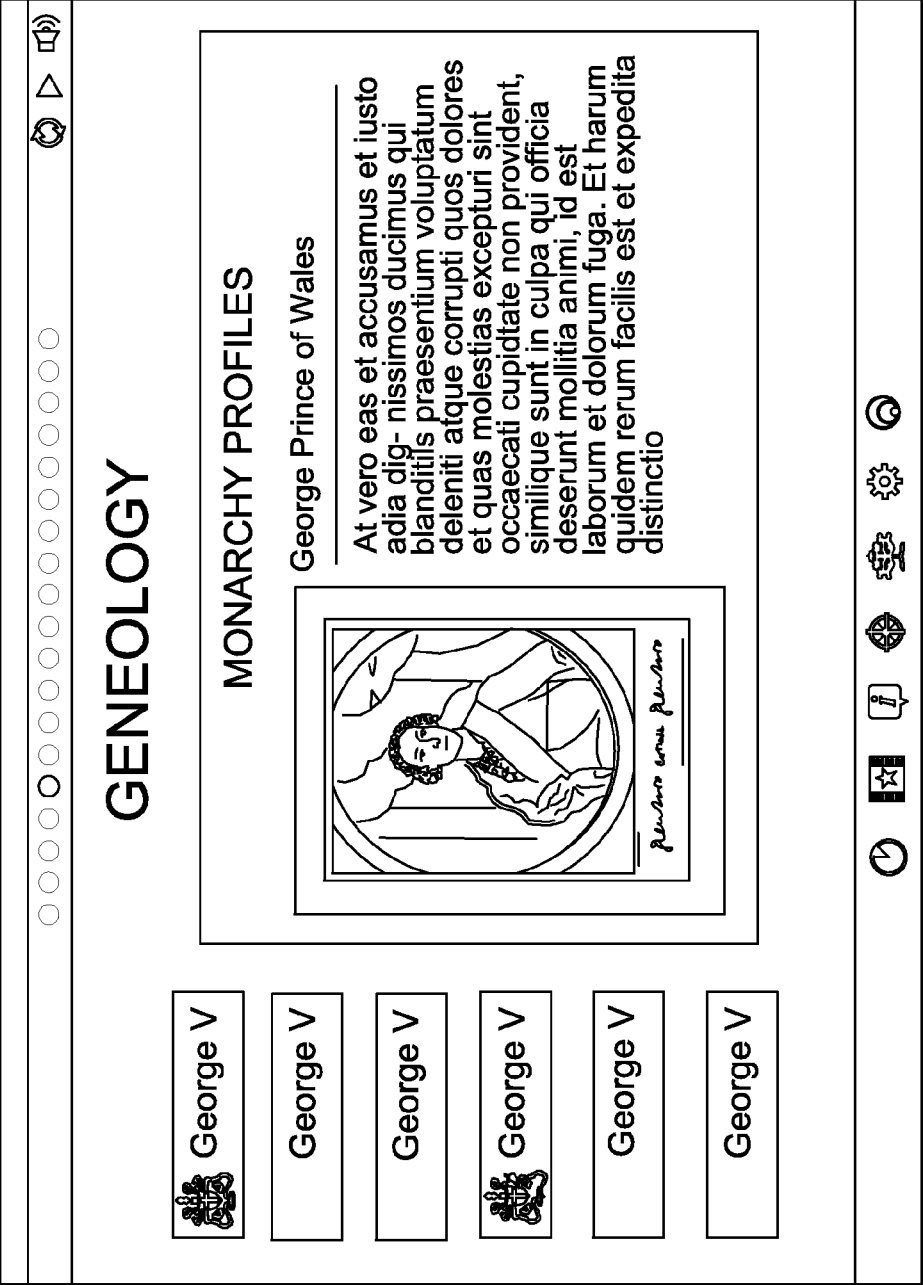 GENEOLOGY
George V
George V
George V
George V
George V
George V
MONARCHY PROFILES
George Prince of Wales
At vero eas et accusamus et iusto
adia dig- nissimos ducimus qui
blanditils praesentium voluptatum
deleniti atque corrupti quos dolores
et quas molestias excepturi sint
occaecati cupidtate non provident,
similique sunt in culpa qui officia
deserunt mollitia animi, id est
laborum et dolorum fuga. Et harum
quidem rerum facilis est et expedita
distinctio